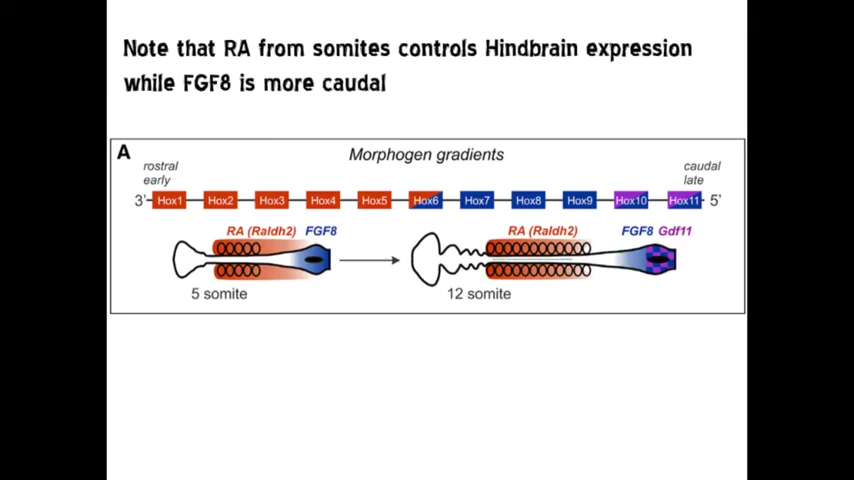 Note that RA from somites controls Hindbrain expression
while FGF8 is more caudal
A
Morphogen gradients
rostral
early
caudal
late
3' Hox1 Hox2 Hox3 Hox4 Hox5 Hox6 Hox7 Hox8 Hox9 Hox10 Hox11 5'
RA (Raldh2) FGF8 RA (Raldh2) FGF8 Gdf11
5 somite 12 somite